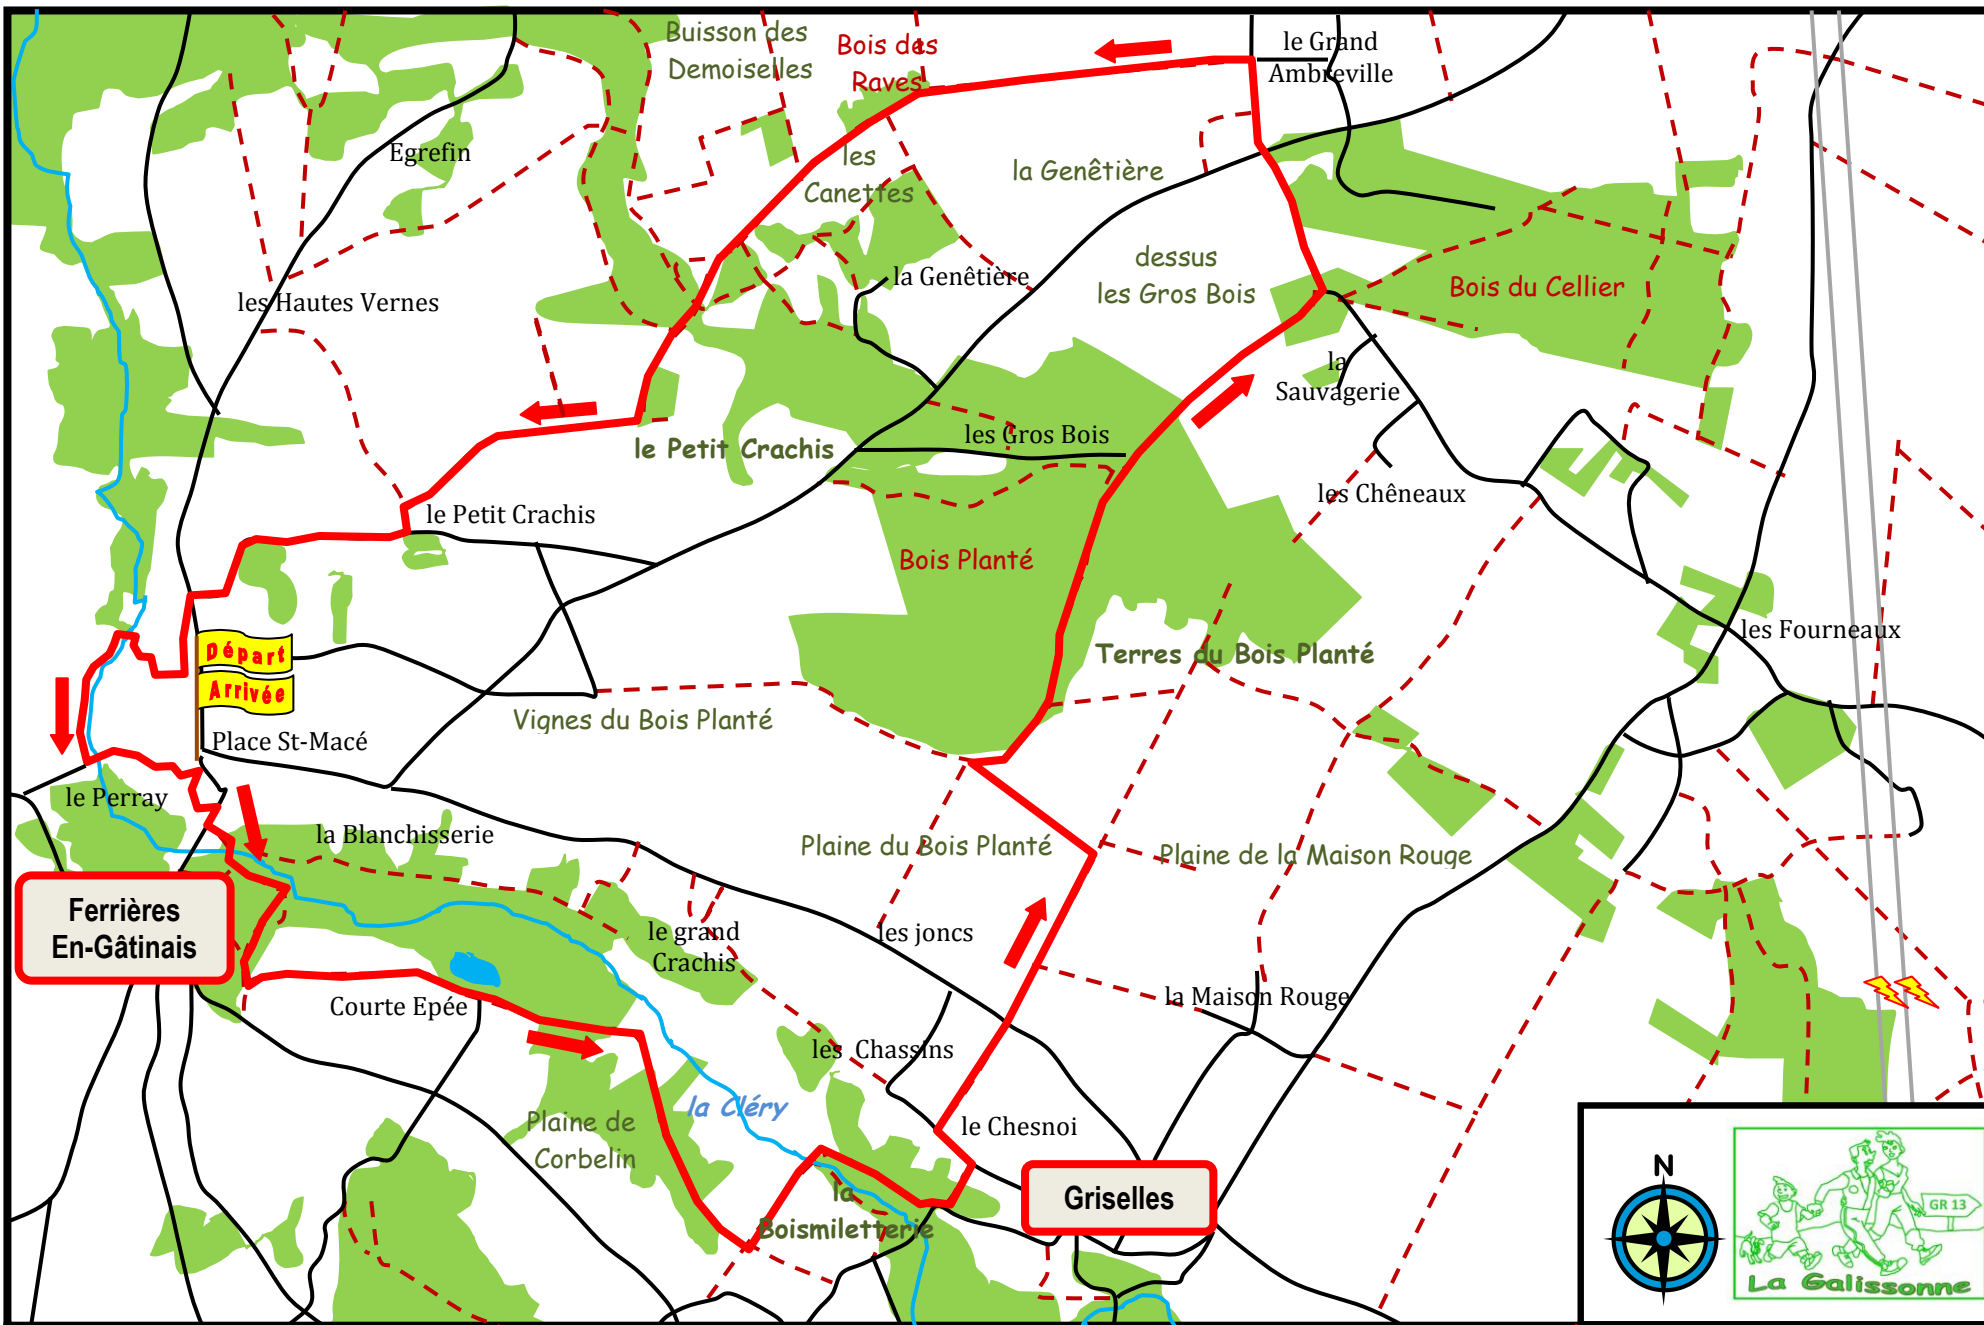 Buisson des
Demoiselles
Bois des
Raves
le Grand
Ambreville
Egrefin
les
Canettes
la Genêtière
la Genêtière
dessus
les Gros Bois
Bois du Cellier
les Hautes Vernes
la
Sauvagerie
le Petit Crachis
les Gros Bois
les Chêneaux
le Petit Crachis
Bois Planté
les Fourneaux
Départ
Arrivée
Terres du Bois Planté
Vignes du Bois Planté
Place St-Macé
le Perray
la Blanchisserie
Plaine du Bois Planté
Plaine de la Maison Rouge
Ferrières
En-Gâtinais
le grand
Crachis
les joncs
Courte Epée
la Maison Rouge
les Chassins
la Cléry
Plaine de
Corbelin
le Chesnoi
la
Boismiletterie
Griselles
N
GR 13
La Galissonne